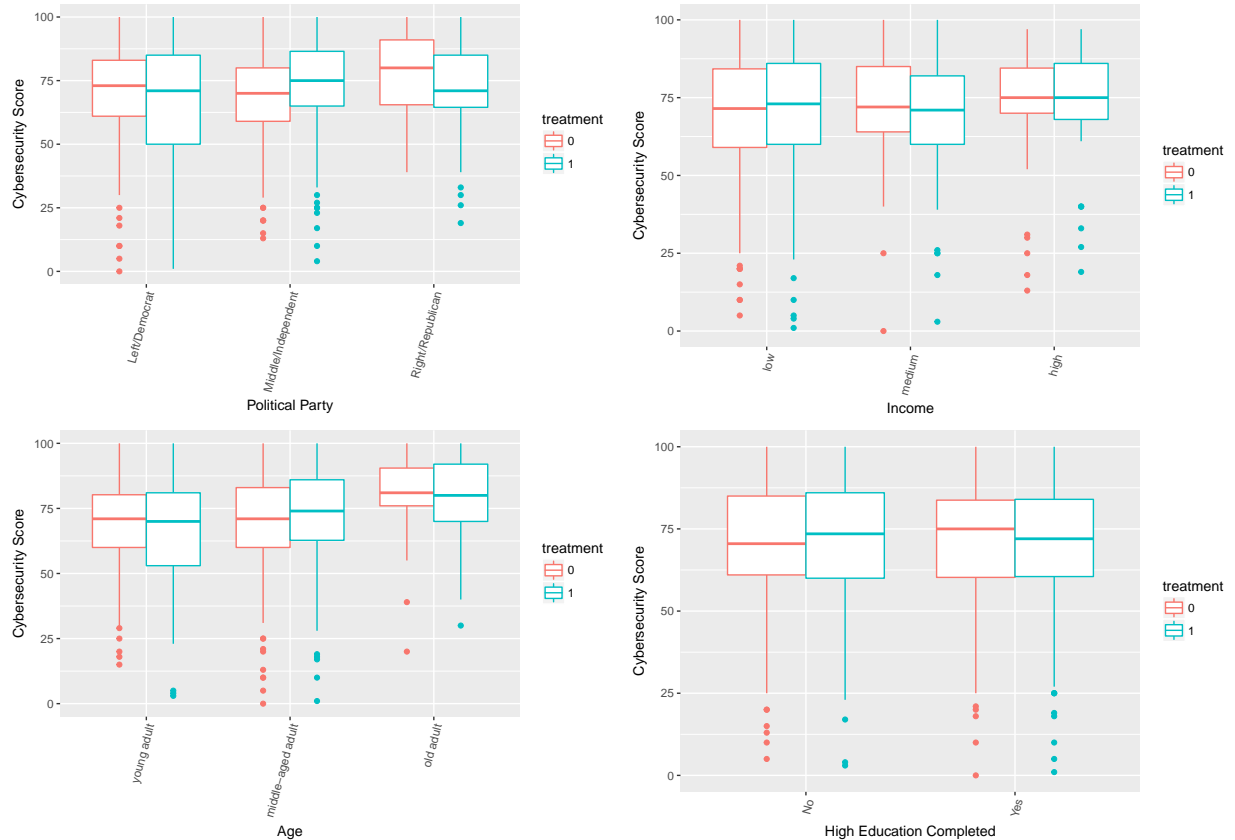 100
75
50
25
0
Cybersecurity Score
Left/Democrat
Middle/Independent
Right/Republican
Political Party
treatment
0
1
100
75
50
25
0
Cybersecurity Score
low
medium
high
Income
treatment
0
1
100
75
50
25
0
Cybersecurity Score
young adult
middle−aged adult
old adult
Age
treatment
0
1
100
75
50
25
0
Cybersecurity Score
No
Yes
High Education Completed
treatment
0
1